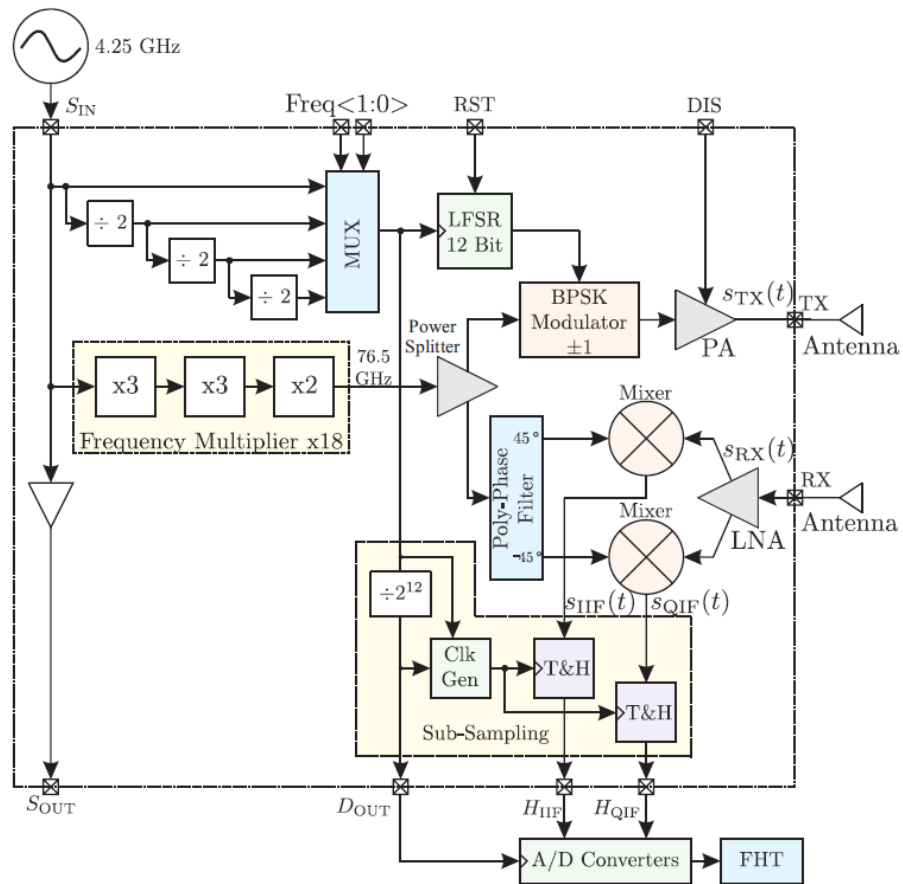 4.25 GHz
S_IN
Freq<1:0>
RST
DIS
÷ 2
÷ 2
÷ 2
MUX
LFSR
12 Bit
BPSK
Modulator
±1
s_TX(t)
TX
PA
Antenna
Power
Splitter
76.5
GHz
x3
x3
x2
Frequency Multiplier x18
Mixer
Poly-Phase
Filter
45°
-45°
s_RX(t)
RX
LNA
Antenna
Mixer
÷2^12
s_IIF(t)
s_QIF(t)
Clk
Gen
T&H
T&H
Sub-Sampling
S_OUT
D_OUT
H_IIF
H_QIF
A/D Converters
FHT